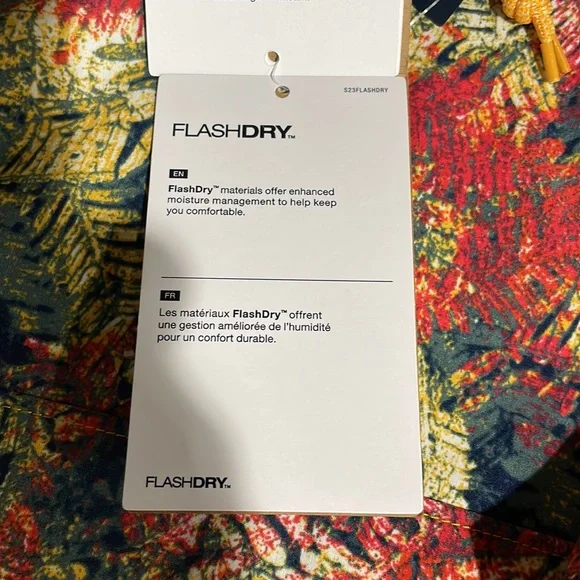 S23FLASHDRY
FLASHDRY™
EN
FlashDry™ materials offer enhanced
moisture management to help keep
you comfortable.
FR
Les matériaux FlashDry™ offrent
une gestion améliorée de l'humidité
pour un confort durable.
FLASHDRY™